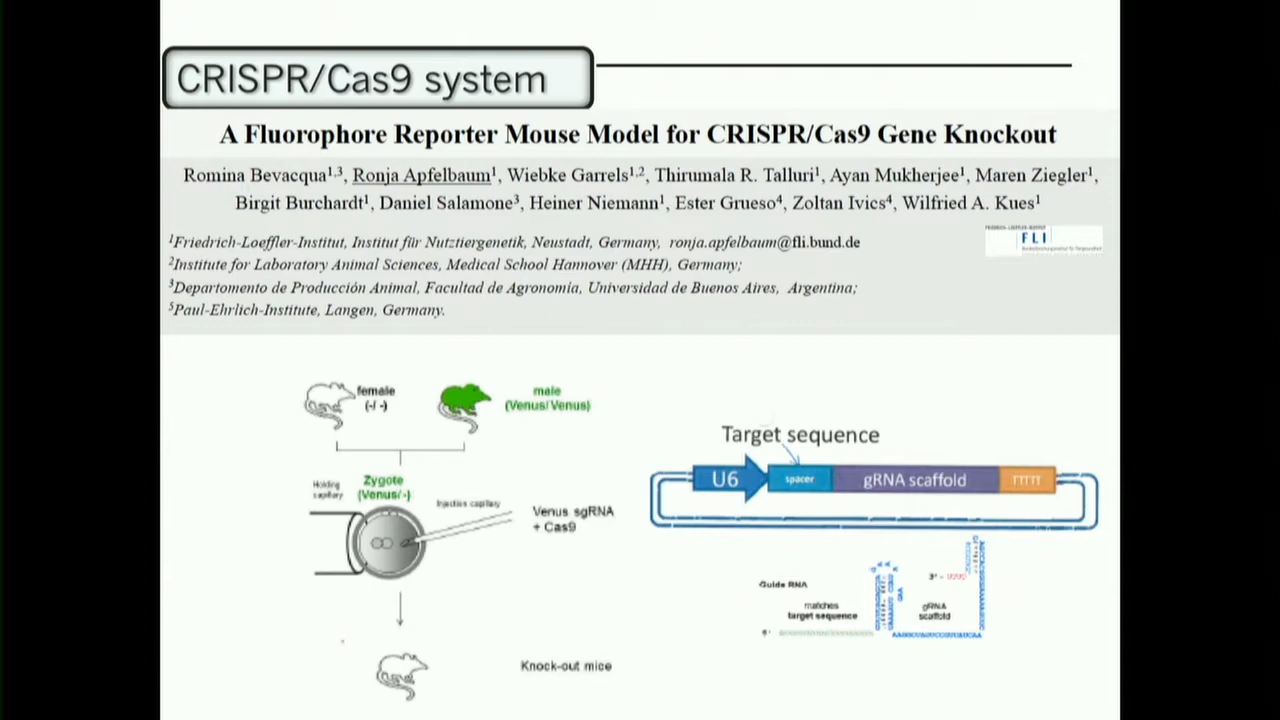 CRISPR/Cas9 system
A Fluorophore Reporter Mouse Model for CRISPR/Cas9 Gene Knockout
Romina Bevacqua1,3, Ronja Apfelbaum1, Wiebke Garrels1,2, Thirumala R. Talluri1, Ayan Mukherjee1, Maren Ziegler1,
Birgit Burchardt1, Daniel Salamone3, Heiner Niemann1, Ester Grueso4, Zoltan Ivics4, Wilfried A. Kues1
1Friedrich-Loeffler-Institut, Institut für Nutztiergenetik, Neustadt, Germany, ronja.apfelbaum@fli.bund.de
2Institute for Laboratory Animal Sciences, Medical School Hannover (MHH), Germany;
3Departomento de Producción Animal, Facultad de Agronomía, Universidad de Buenos Aires, Argentina;
5Paul-Ehrlich-Institute, Langen, Germany.
FLI
female
(-/ -)
male
(Venus/Venus)
Zygote
(Venus/-)
Holding
capillary
Injection capillary
Venus sgRNA
+ Cas9
Knock-out mice
Target sequence
U6
spacer
gRNA scaffold
TTTTT
Guide RNA
matches
target sequence
5'
gRNA
scaffold
3' -